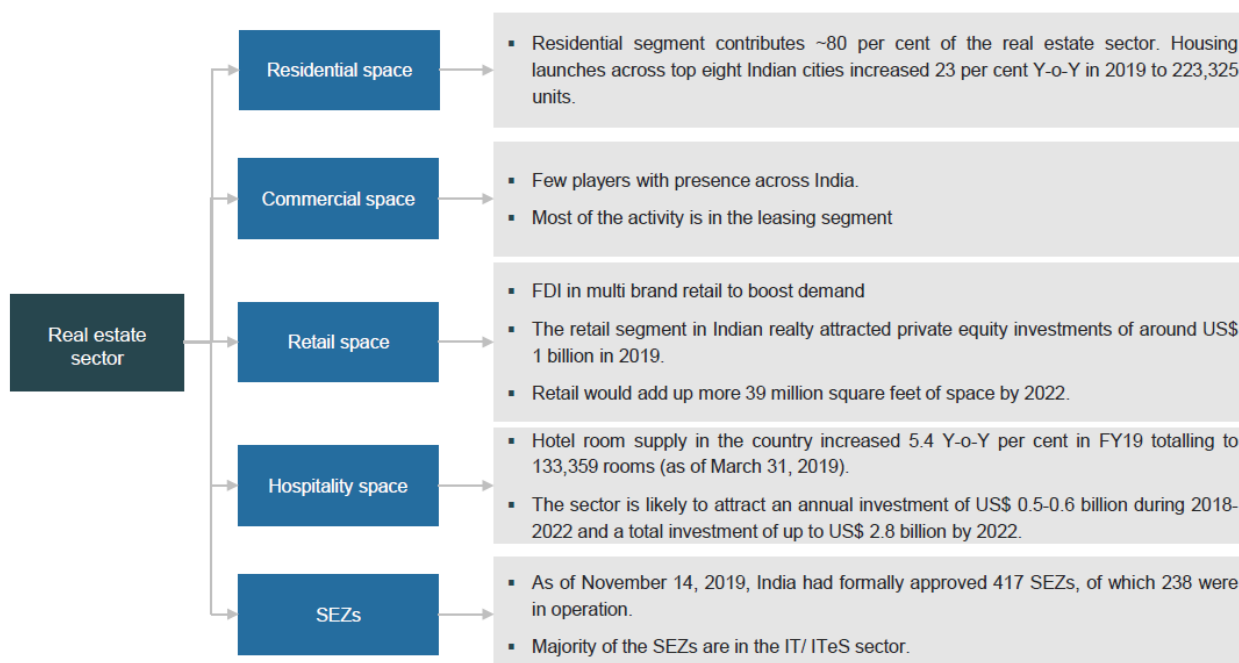 Real estate
sector
Residential space
▪ Residential segment contributes ~80 per cent of the real estate sector. Housing
launches across top eight Indian cities increased 23 per cent Y-o-Y in 2019 to 223,325
units.
Commercial space
▪ Few players with presence across India.
▪ Most of the activity is in the leasing segment
Retail space
▪ FDI in multi brand retail to boost demand
▪ The retail segment in Indian realty attracted private equity investments of around US$
1 billion in 2019.
▪ Retail would add up more 39 million square feet of space by 2022.
Hospitality space
▪ Hotel room supply in the country increased 5.4 Y-o-Y per cent in FY19 totalling to
133,359 rooms (as of March 31, 2019).
▪ The sector is likely to attract an annual investment of US$ 0.5-0.6 billion during 2018-
2022 and a total investment of up to US$ 2.8 billion by 2022.
SEZs
▪ As of November 14, 2019, India had formally approved 417 SEZs, of which 238 were
in operation.
▪ Majority of the SEZs are in the IT/ ITeS sector.